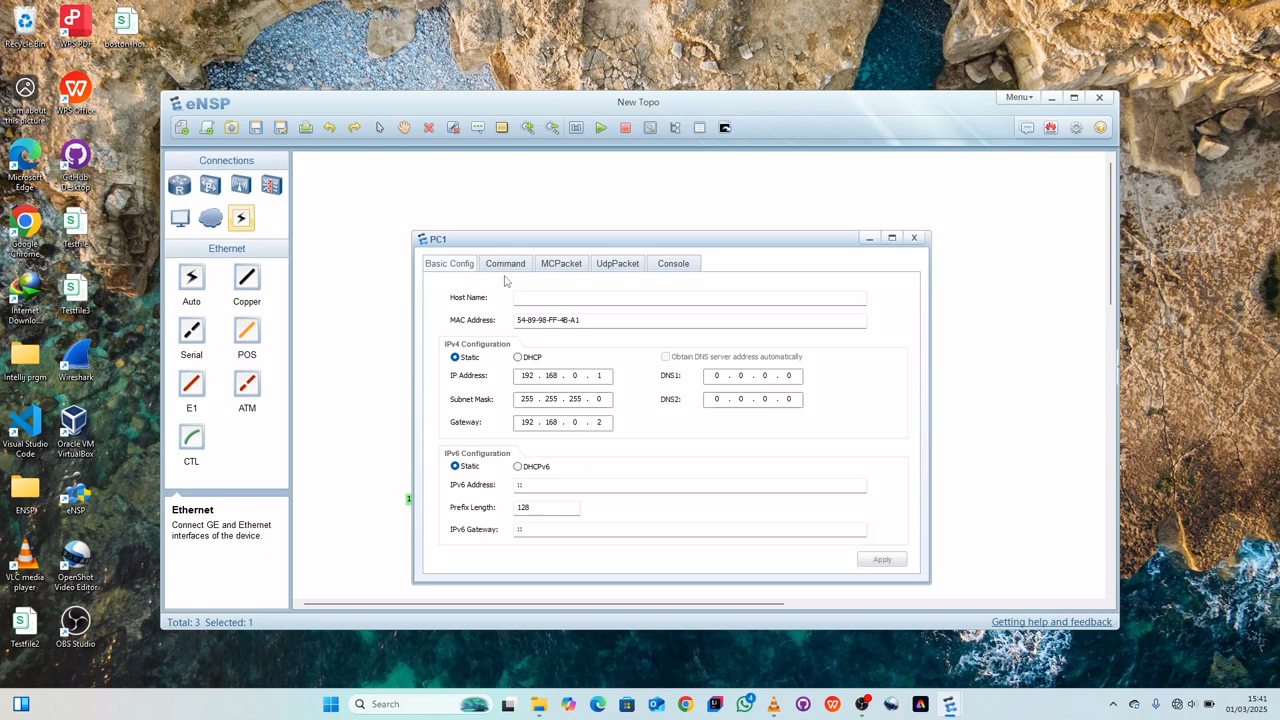 Recycle Bin
WPS PDF
boston-ho...
Learn about this picture
WPS Office
Microsoft Edge
GitHub Desktop
Google Chrome
Testfile
Internet Downlo...
Testfile3
Intellij prgm
Wireshark
Visual Studio Code
Oracle VM VirtualBox
ENSP
eNSP
VLC media player
OpenShot Video Editor
Testfile2
OBS Studio
eNSP
New Topo
Menu
Connections
Ethernet
Auto
Copper
Serial
POS
E1
ATM
CTL
Ethernet
Connect GE and Ethernet
interfaces of the device.
1
PC1
Basic Config
Command
MCPacket
UdpPacket
Console
Host Name:
MAC Address: 54-89-98-FF-4B-A1
IPv4 Configuration
Static
DHCP
Obtain DNS server address automatically
IP Address: 192 . 168 . 0 . 1
DNS1: 0 . 0 . 0 . 0
Subnet Mask: 255 . 255 . 255 . 0
DNS2: 0 . 0 . 0 . 0
Gateway: 192 . 168 . 0 . 2
IPv6 Configuration
Static
DHCPv6
IPv6 Address: ::
Prefix Length: 128
IPv6 Gateway: ::
Apply
Total: 3 Selected: 1
Getting help and feedback
Search
4
15:41
01/03/2025